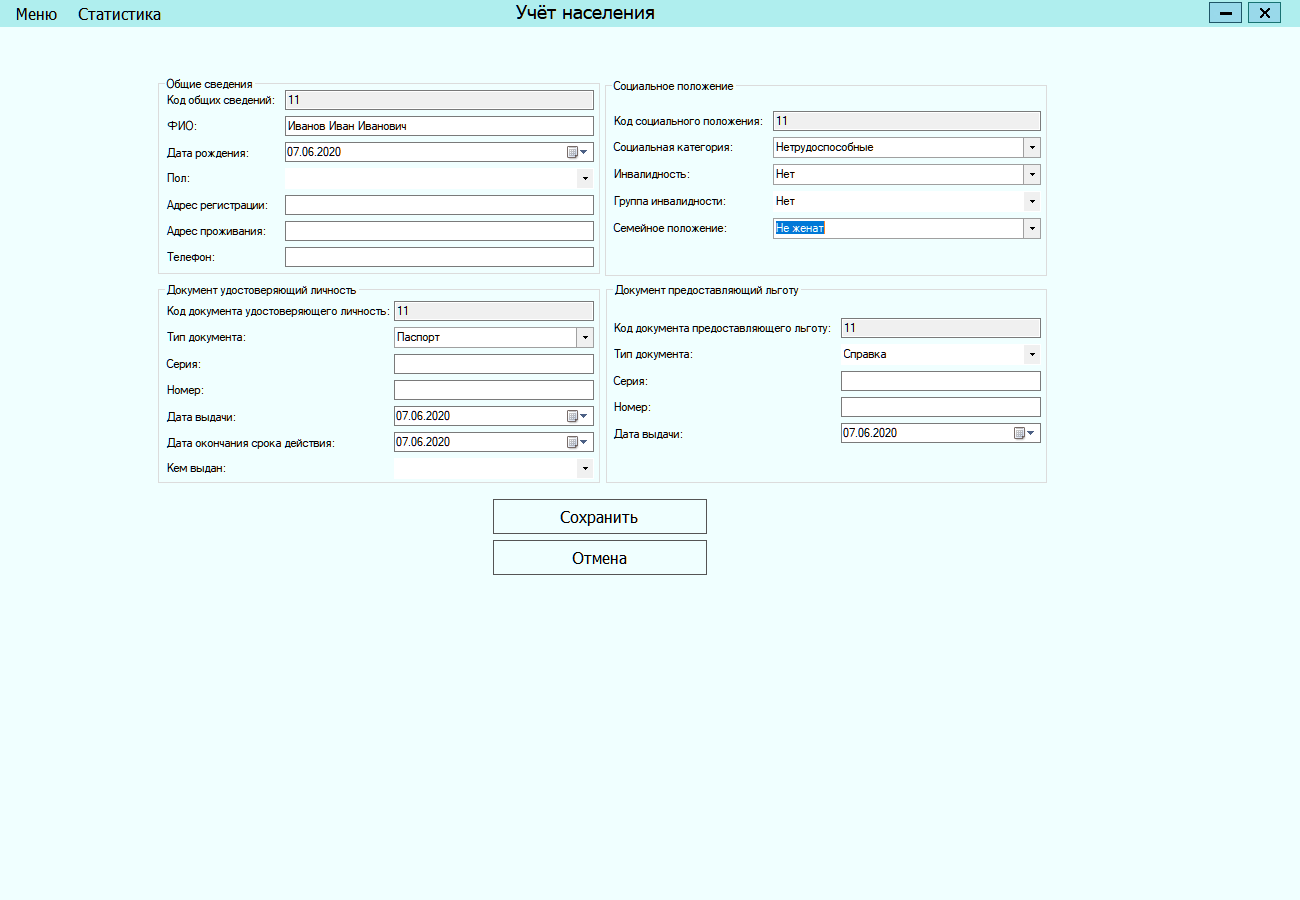 Меню Статистика Учёт населения
Общие сведения
Код общих сведений: 11
ФИО: Иванов Иван Иванович
Дата рождения: 07.06.2020
Пол:
Адрес регистрации:
Адрес проживания:
Телефон:
Социальное положение
Код социального положения: 11
Социальная категория: Нетрудоспособные
Инвалидность: Нет
Группа инвалидности: Нет
Семейное положение: Не женат
Документ удостоверяющий личность
Код документа удостоверяющего личность: 11
Тип документа: Паспорт
Серия:
Номер:
Дата выдачи: 07.06.2020
Дата окончания срока действия: 07.06.2020
Кем выдан:
Документ предоставляющий льготу
Код документа предоставляющего льготу: 11
Тип документа: Справка
Серия:
Номер:
Дата выдачи: 07.06.2020
Сохранить
Отмена